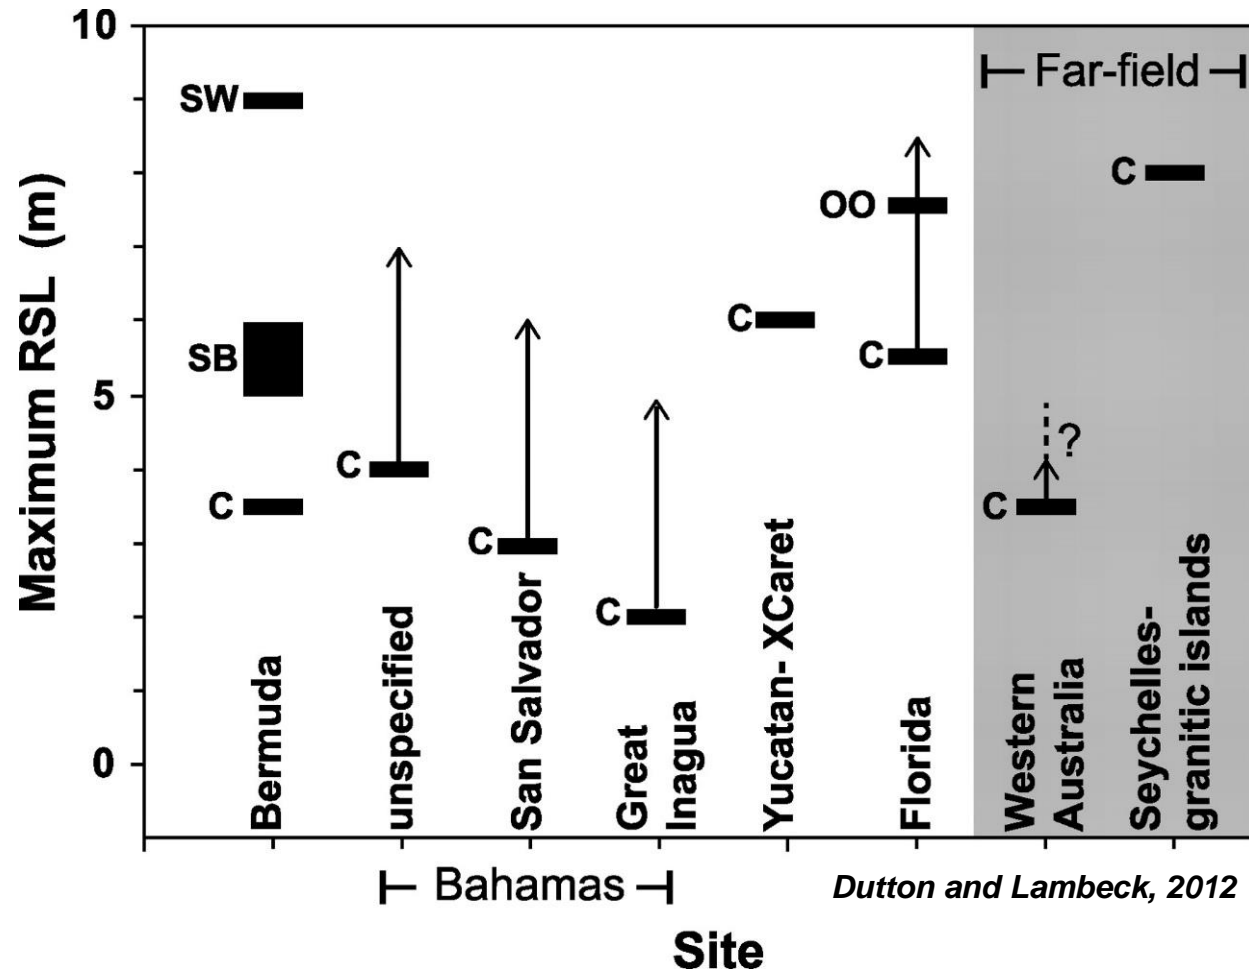 10
5
0
Maximum RSL (m)
SW
SB
C
C
C
C
C
OO
C
C
?
C
Far-field
Bermuda
unspecified
San Salvador
Great
Inagua
Yucatan- XCaret
Florida
Western
Australia
Seychelles-
granitic islands
Bahamas
Dutton and Lambeck, 2012
Site